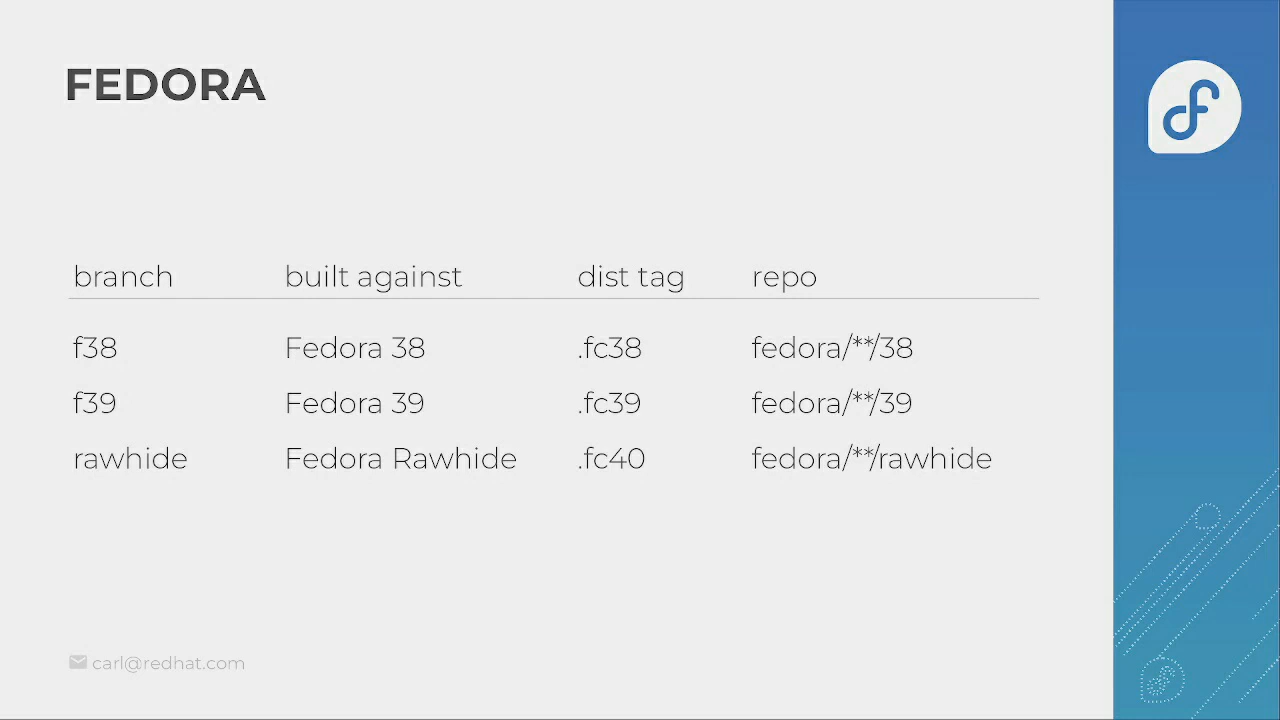 FEDORA
branch built against dist tag repo
f38 Fedora 38 .fc38 fedora/**/38
f39 Fedora 39 .fc39 fedora/**/39
rawhide Fedora Rawhide .fc40 fedora/**/rawhide
carl@redhat.com